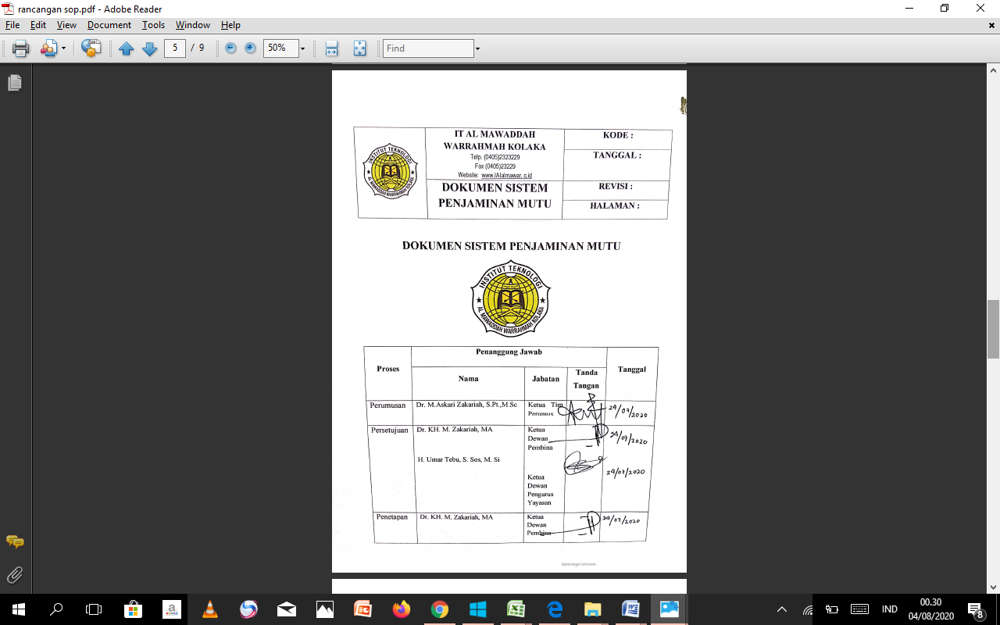 rancangan sop.pdf - Adobe Reader
File Edit View Document Tools Window Help
5 / 9 50% Find
IT AL MAWADDAH
WARRAHMAH KOLAKA
Telp. (0405)2323229
Fax (0405)23229
Website: www.IAIalmawar. c.id
DOKUMEN SISTEM
PENJAMINAN MUTU
KODE :
TANGGAL :
REVISI :
HALAMAN :
INSTITUT TEKNOLOGI
AL MAWADDAH WARRAHMAH KOLAKA
DOKUMEN SISTEM PENJAMINAN MUTU
INSTITUT TEKNOLOGI
AL MAWADDAH WARRAHMAH KOLAKA
Proses
Penanggung Jawab
Tanggal
Nama
Jabatan
Tanda
Tangan
Perumusan
Dr. M.Askari Zakariah, S.Pt.,M.Sc
Ketua Tim
Perumus
29/07/2020
Persetujuan
Dr. KH. M. Zakariah, MA
Ketua
Dewan
Pembina
29/07/2020
H. Umar Tebu, S. Sos, M. Si
Ketua
Dewan
Pengurus
Yayasan
29/07/2020
Penetapan
Dr. KH. M. Zakariah, MA
Ketua
Dewan
Pembina
29/07/2020
IND
00.30
04/08/2020
8